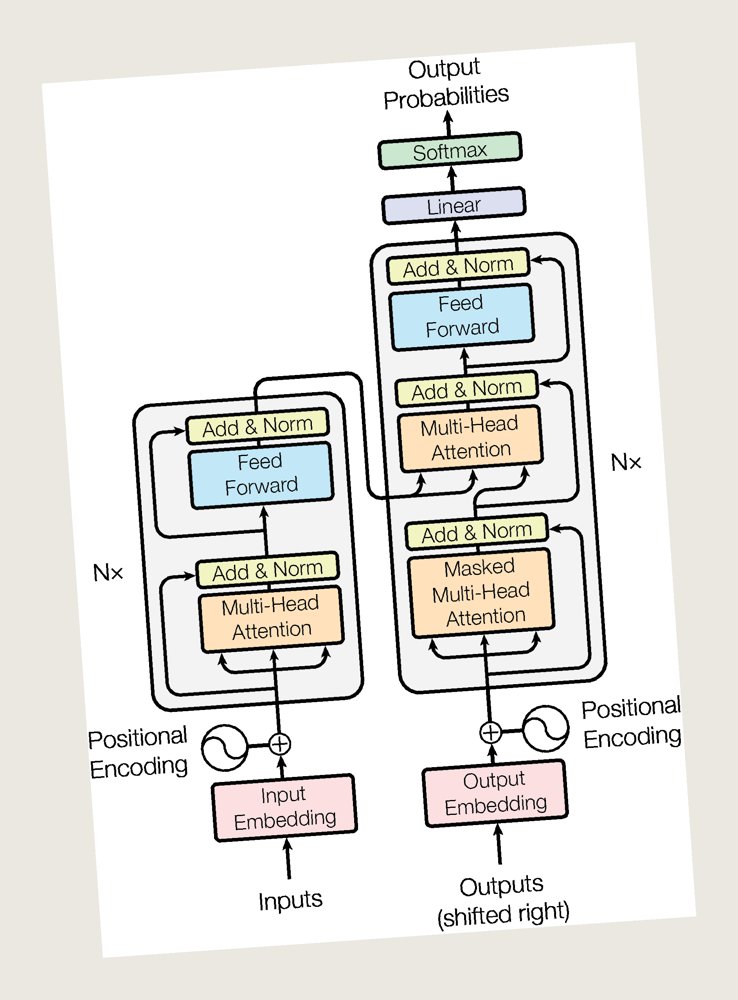 Output
Probabilities
Softmax
Linear
Add & Norm
Feed
Forward
Add & Norm
Multi-Head
Attention
Nx
Add & Norm
Masked
Multi-Head
Attention
Add & Norm
Feed
Forward
Nx
Add & Norm
Multi-Head
Attention
Positional
Encoding
Positional
Encoding
Input
Embedding
Output
Embedding
Inputs
Outputs
(shifted right)